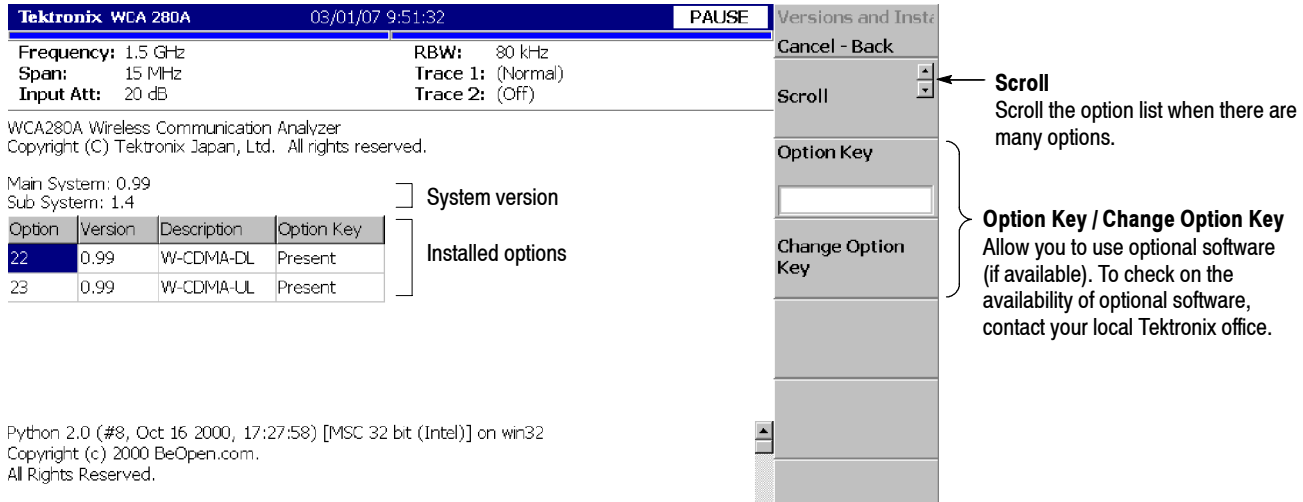 Tektronix WCA 280A 03/01/07 9:51:32 PAUSE
Frequency: 1.5 GHz RBW: 80 kHz
Span: 15 MHz Trace 1: (Normal)
Input Att: 20 dB Trace 2: (Off)
WCA280A Wireless Communication Analyzer
Copyright (C) Tektronix Japan, Ltd. All rights reserved.
Main System: 0.99
Sub System: 1.4
System version
Option Version Description Option Key
22 0.99 W-CDMA-DL Present
23 0.99 W-CDMA-UL Present
Installed options
Python 2.0 (#8, Oct 16 2000, 17:27:58) [MSC 32 bit (Intel)] on win32
Copyright (c) 2000 BeOpen.com.
All Rights Reserved.
Versions and Insta
Cancel - Back
Scroll
Option Key
Change Option
Key
Scroll
Scroll the option list when there are
many options.
Option Key / Change Option Key
Allow you to use optional software
(if available). To check on the
availability of optional software,
contact your local Tektronix office.